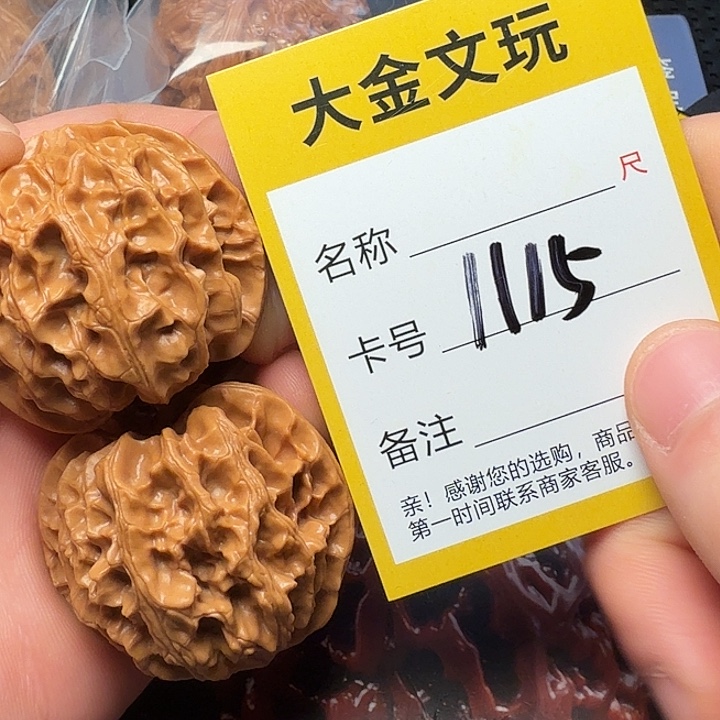 大金文玩
尺
名称
卡号 1115
备注
亲！感谢您的选购，商品
第一时间联系商家客服。